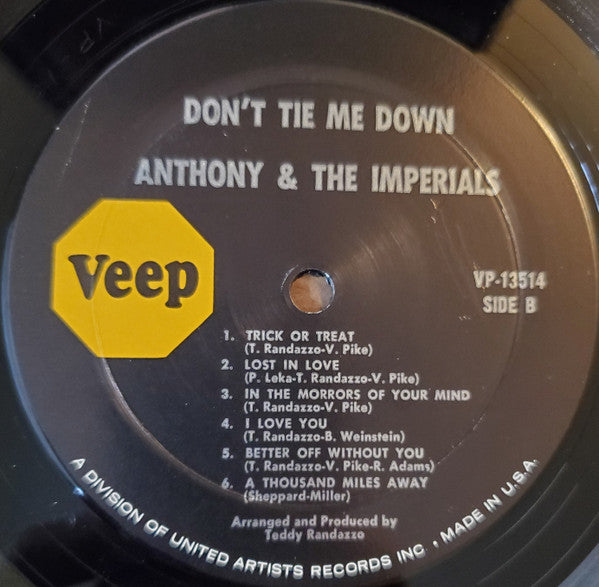 DON'T TIE ME DOWN
ANTHONY & THE IMPERIALS
Veep
VP-13514
SIDE B
1. TRICK OR TREAT
(T. Randazzo-V. Pike)
2. LOST IN LOVE
(P. Leka-T. Randazzo-V. Pike)
3. IN THE MORRORS OF YOUR MIND
(T. Randazzo-V. Pike)
4. I LOVE YOU
(T. Randazzo-B. Weinstein)
5. BETTER OFF WITHOUT YOU
(T. Randazzo-V. Pike-R. Adams)
6. A THOUSAND MILES AWAY
(Sheppard-Miller)
Arranged and Produced by
Teddy Randazzo
A DIVISION OF UNITED ARTISTS RECORDS INC • MADE IN U.S.A.